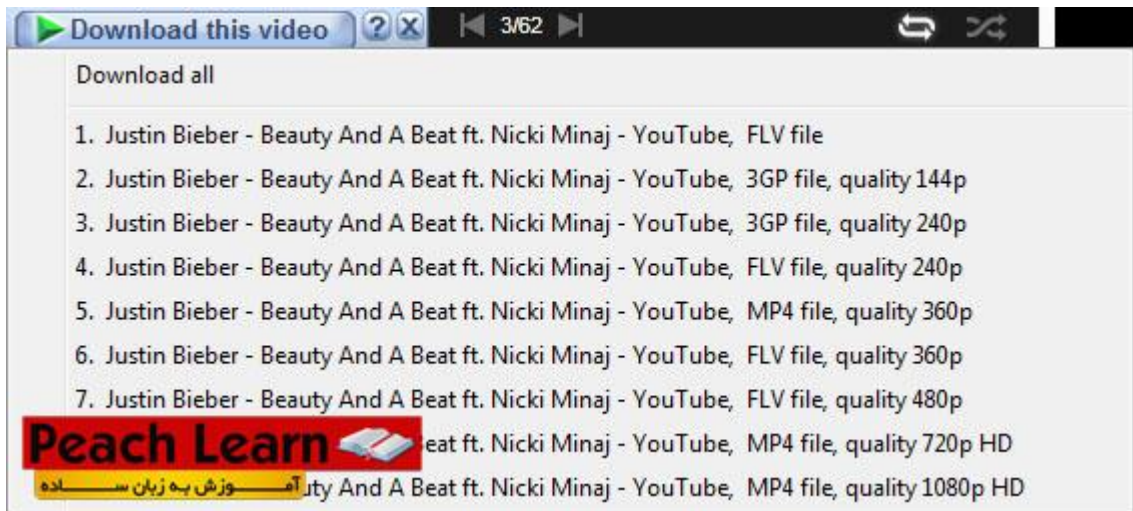 Download this video ? X 3/62
Download all
1. Justin Bieber - Beauty And A Beat ft. Nicki Minaj - YouTube, FLV file
2. Justin Bieber - Beauty And A Beat ft. Nicki Minaj - YouTube, 3GP file, quality 144p
3. Justin Bieber - Beauty And A Beat ft. Nicki Minaj - YouTube, 3GP file, quality 240p
4. Justin Bieber - Beauty And A Beat ft. Nicki Minaj - YouTube, FLV file, quality 240p
5. Justin Bieber - Beauty And A Beat ft. Nicki Minaj - YouTube, MP4 file, quality 360p
6. Justin Bieber - Beauty And A Beat ft. Nicki Minaj - YouTube, FLV file, quality 360p
7. Justin Bieber - Beauty And A Beat ft. Nicki Minaj - YouTube, FLV file, quality 480p
Peach Learn eat ft. Nicki Minaj - YouTube, MP4 file, quality 720p HD
آمـــوزش به زبان ســـاده uty And A Beat ft. Nicki Minaj - YouTube, MP4 file, quality 1080p HD